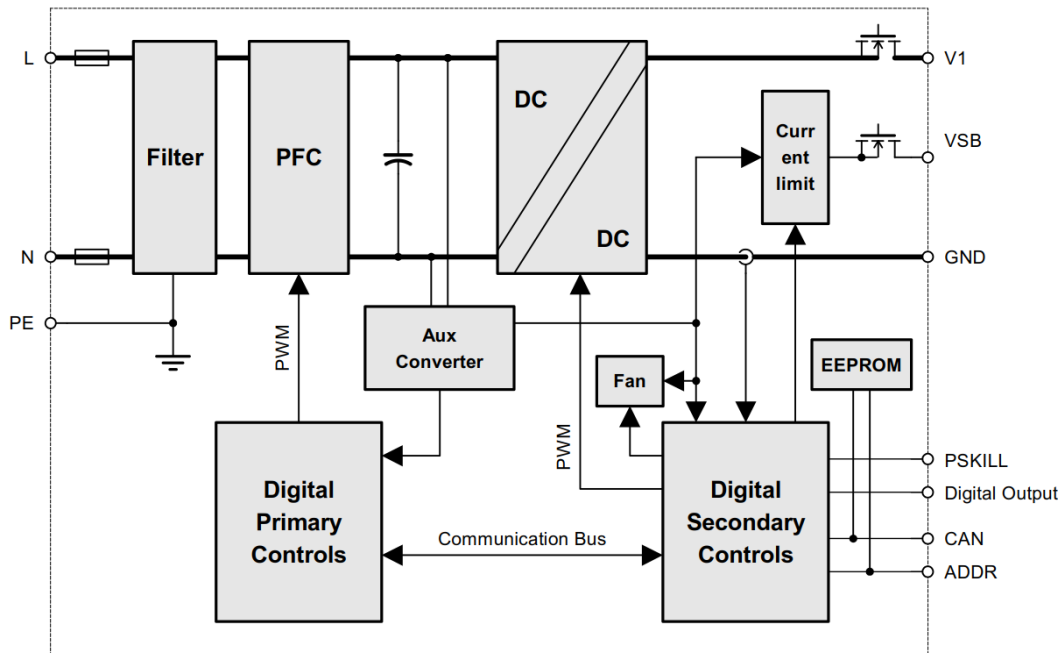 L
V1
Filter
PFC
DC
DC
Curr
ent
limit
VSB
N
GND
PE
PWM
Aux
Converter
Fan
EEPROM
PWM
Digital
Primary
Controls
Communication Bus
Digital
Secondary
Controls
PSKILL
Digital Output
CAN
ADDR